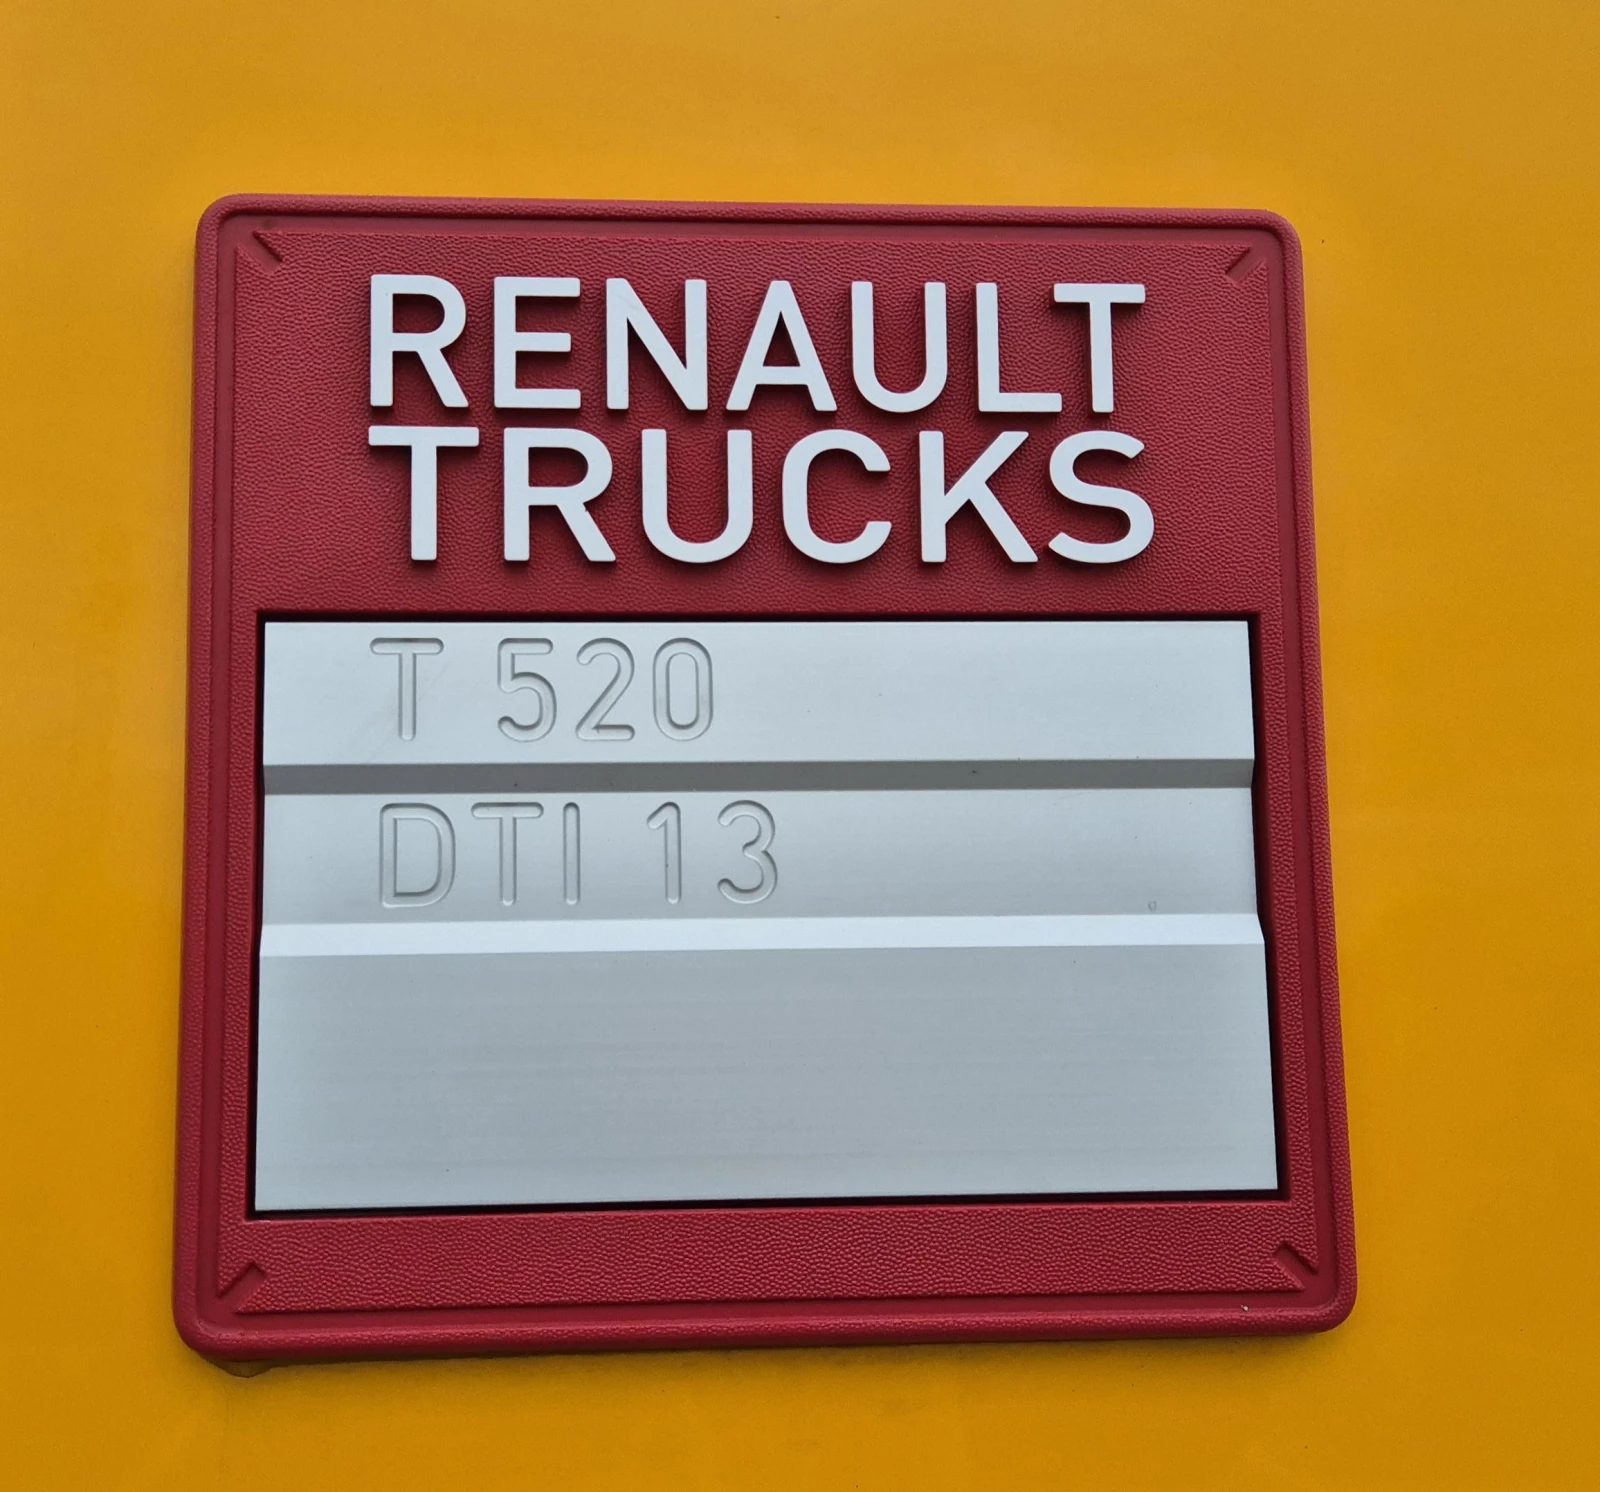 RENAULT
TRUCKS
T 520
DTI 13